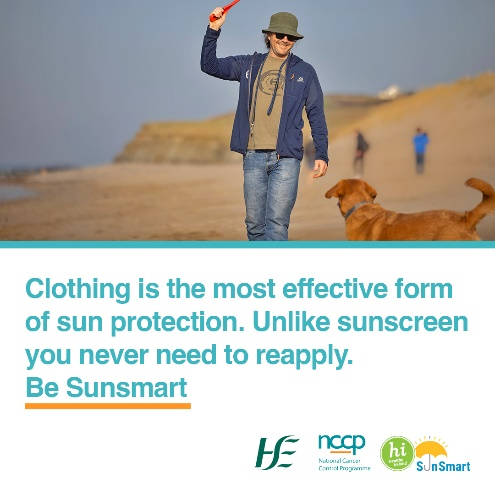 Clothing is the most effective form
of sun protection. Unlike sunscreen
you never need to reapply.
Be Sunsmart
HSE
nccp
National Cancer
Control Programme
hi
SunSmart